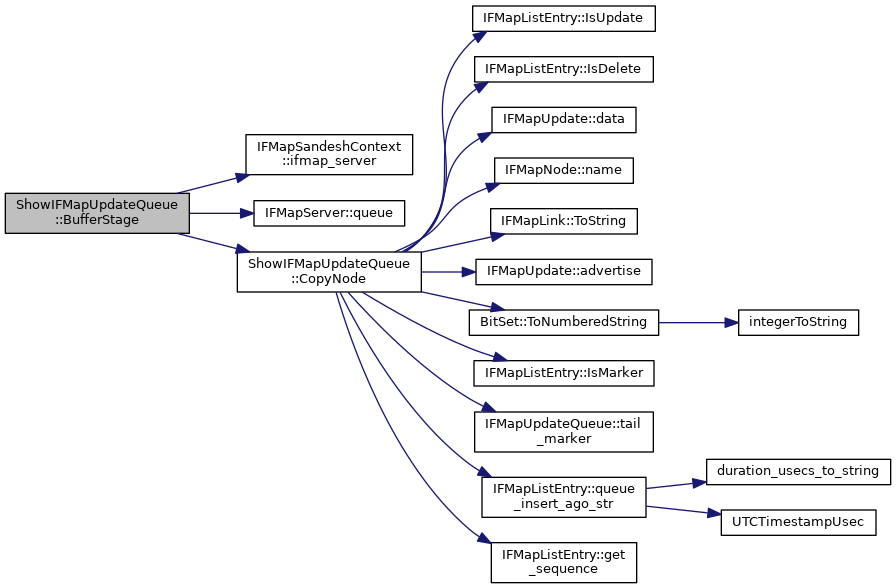 ShowIFMapUpdateQueue
::BufferStage
IFMapSandeshContext
::ifmap_server
IFMapServer::queue
ShowIFMapUpdateQueue
::CopyNode
IFMapListEntry::IsUpdate
IFMapListEntry::IsDelete
IFMapUpdate::data
IFMapNode::name
IFMapLink::ToString
IFMapUpdate::advertise
BitSet::ToNumberedString
integerToString
IFMapListEntry::IsMarker
IFMapUpdateQueue::tail
_marker
IFMapListEntry::queue
_insert_ago_str
duration_usecs_to_string
UTCTimestampUsec
IFMapListEntry::get
_sequence